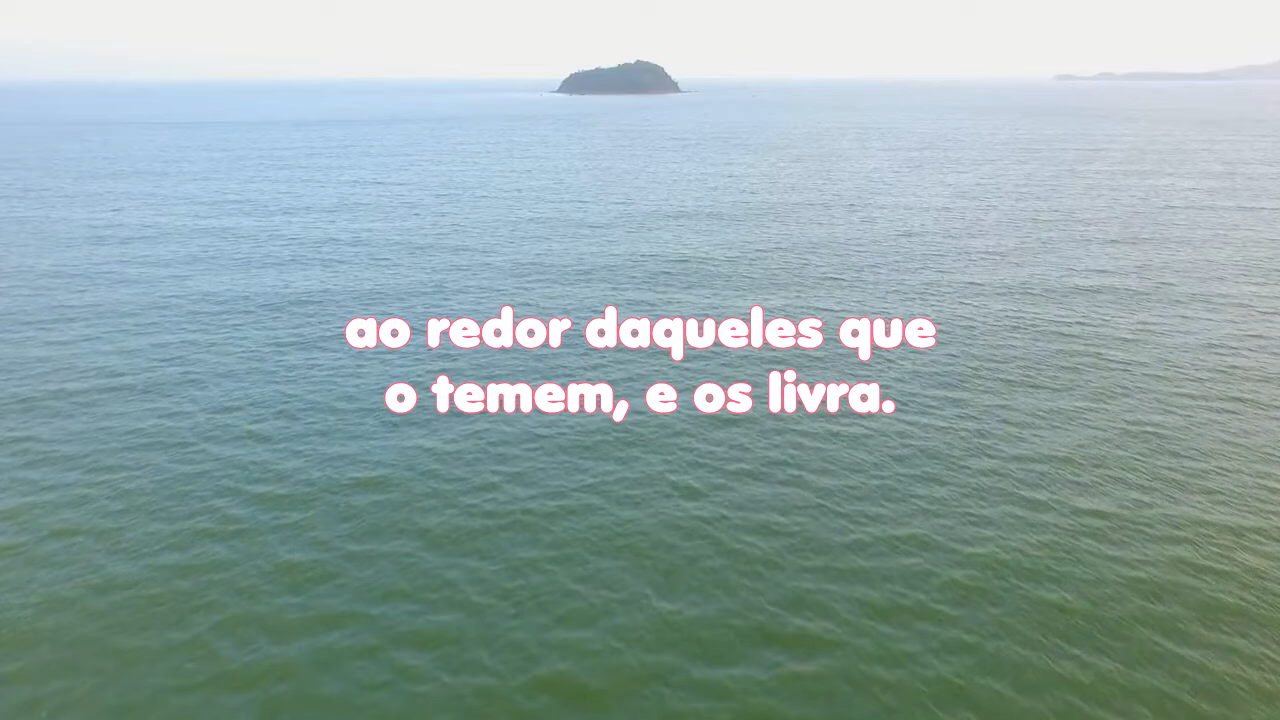 ao redor daqueles que
o temem, e os livra.